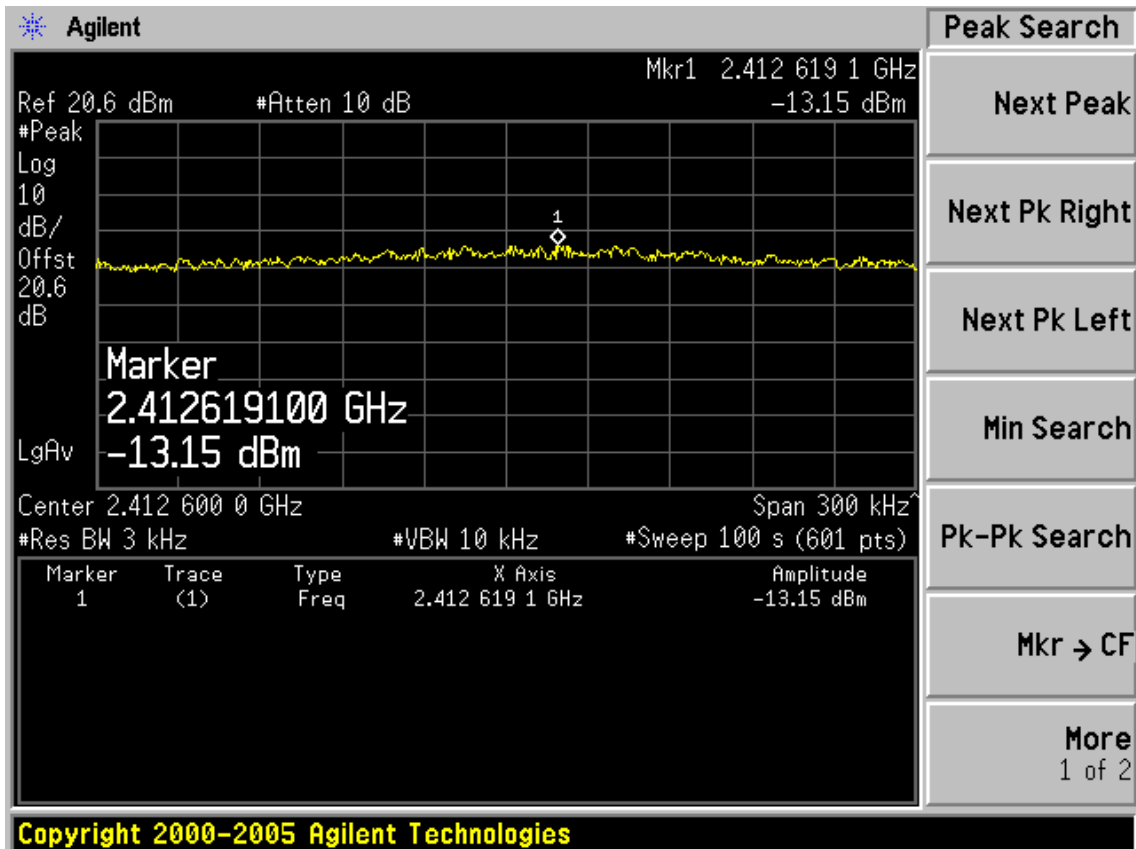 Agilent
Peak Search
Mkr1 2.412 619 1 GHz
Ref 20.6 dBm #Atten 10 dB -13.15 dBm
#Peak
Log
10
dB/
Offst
20.6
dB
1
Marker
2.412619100 GHz
-13.15 dBm
LgAv
Center 2.412 600 0 GHz Span 300 kHz^
#Res BW 3 kHz #VBW 10 kHz #Sweep 100 s (601 pts)
Marker Trace Type X Axis Amplitude
1 (1) Freq 2.412 619 1 GHz -13.15 dBm
Next Peak
Next Pk Right
Next Pk Left
Min Search
Pk-Pk Search
Mkr → CF
More
1 of 2
Copyright 2000-2005 Agilent Technologies